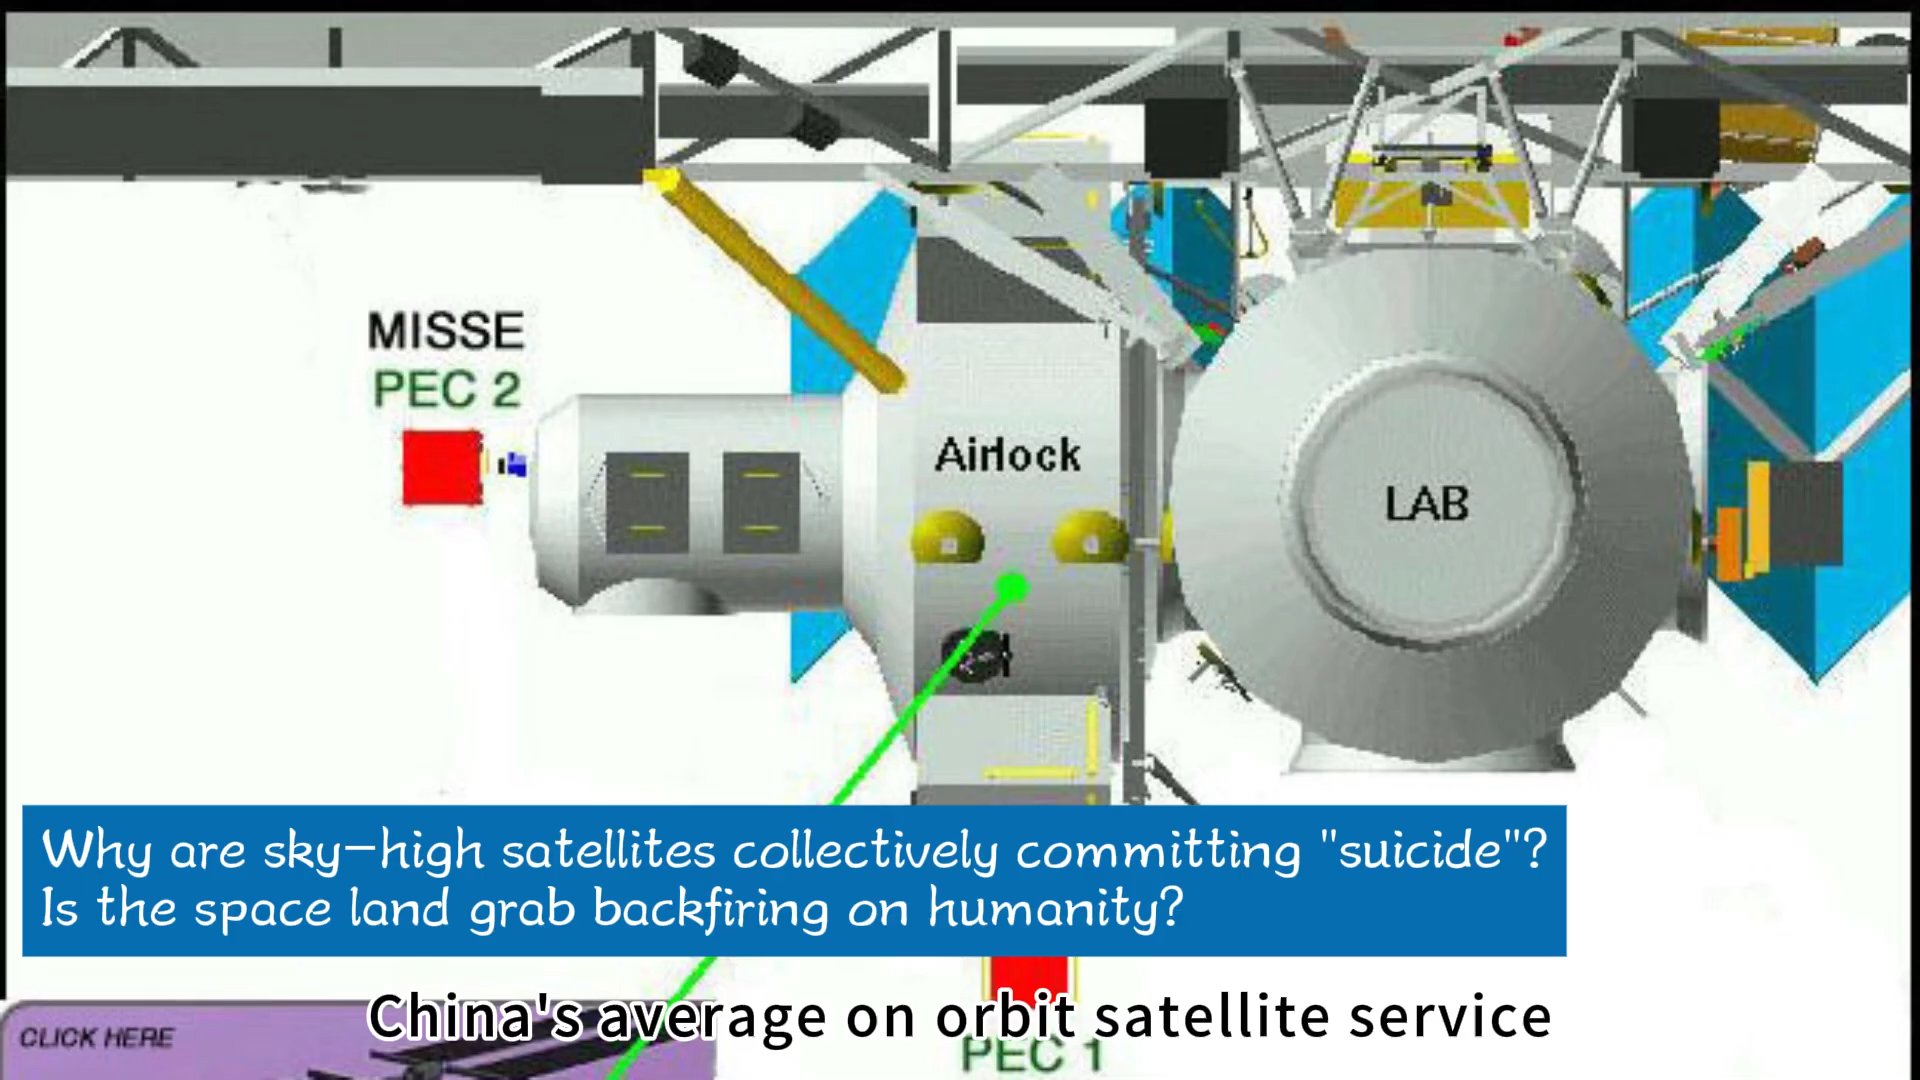 MISSE
PEC 2
Airlock
LAB
Why are sky-high satellites collectively committing "suicide"?
Is the space land grab backfiring on humanity?
CLICK HERE
China's average on orbit satellite service
PEC 1